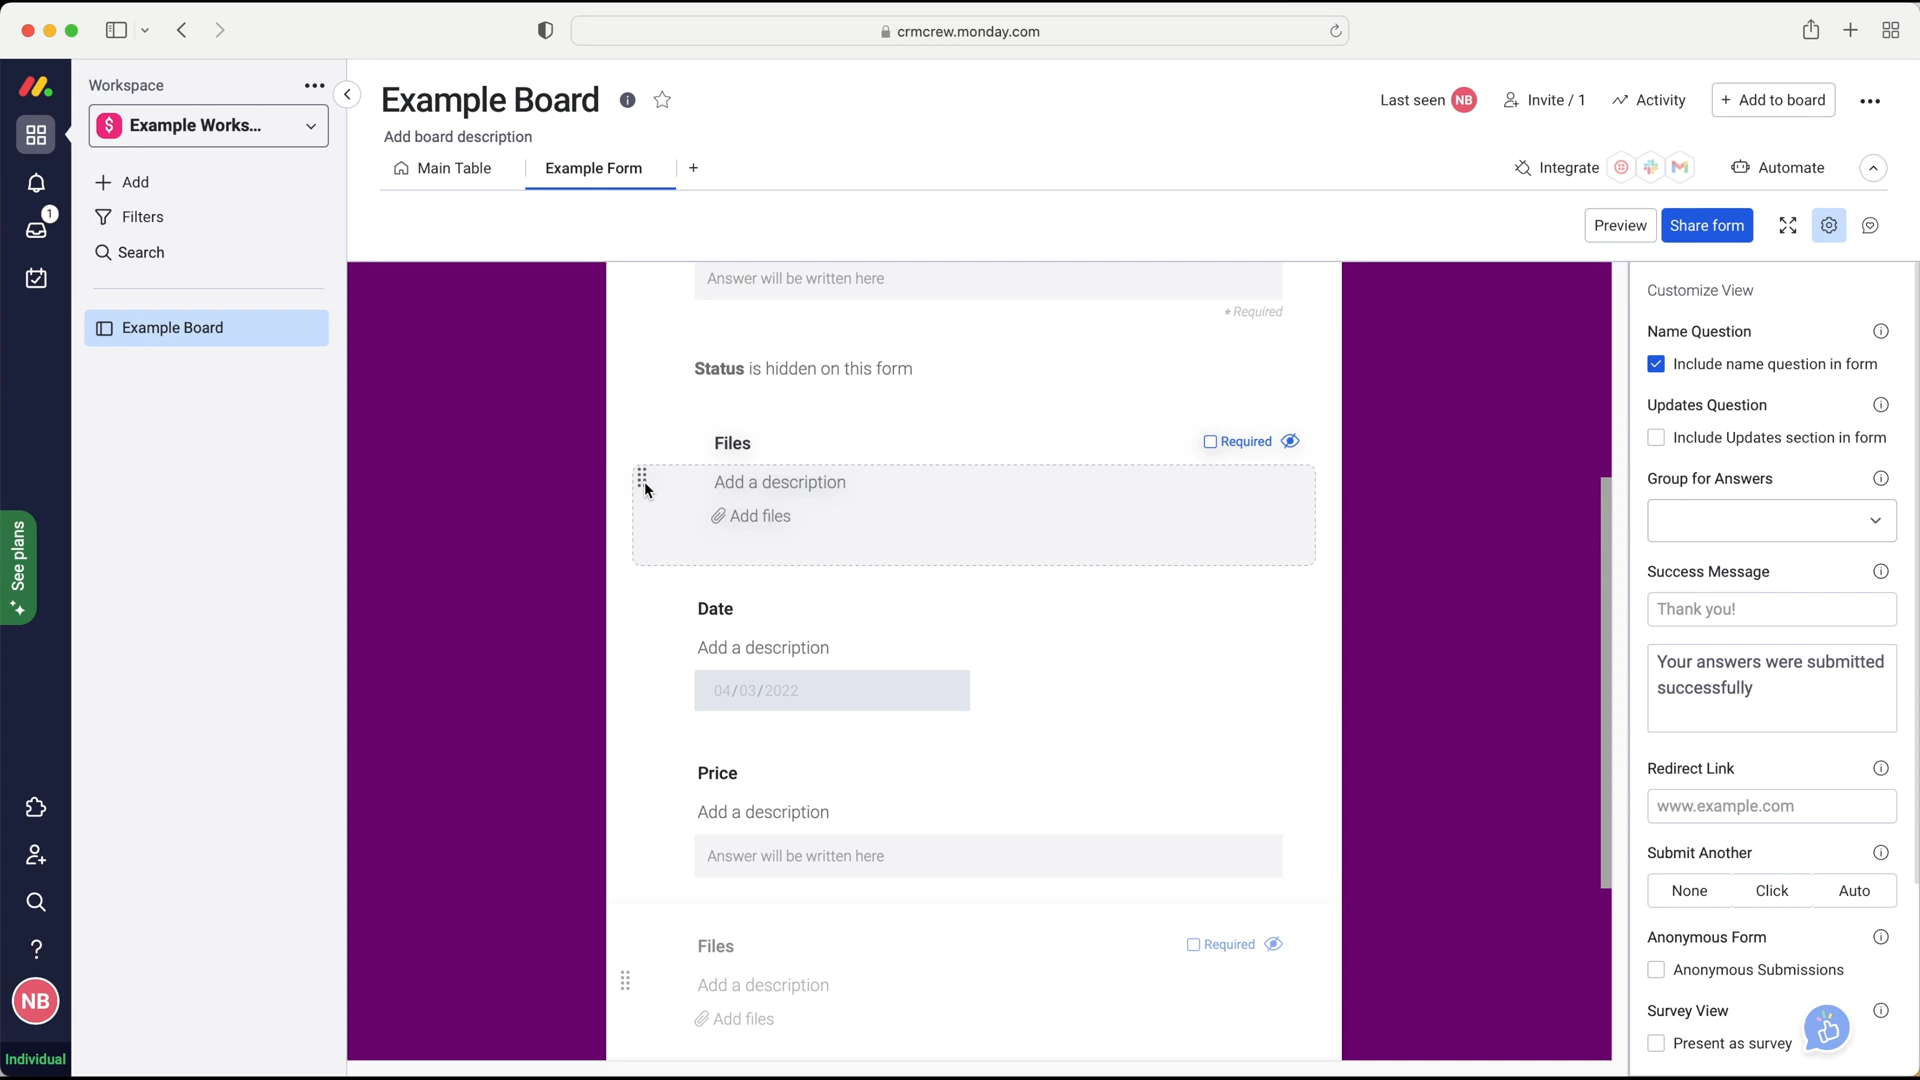 crmcrew.monday.com
Workspace
Example Works...
Add
Filters
Search
Example Board
1
See plans
NB
Individual
Example Board
Add board description
Last seen NB
Invite / 1
Activity
+ Add to board
Main Table
Example Form
+
Integrate
Automate
Preview
Share form
Answer will be written here
* Required
Status is hidden on this form
Files
Required
Add a description
Add files
Date
Add a description
04/03/2022
Price
Add a description
Answer will be written here
Files
Required
Add a description
Add files
Customize View
Name Question
Include name question in form
Updates Question
Include Updates section in form
Group for Answers
Success Message
Thank you!
Your answers were submitted
successfully
Redirect Link
www.example.com
Submit Another
None
Click
Auto
Anonymous Form
Anonymous Submissions
Survey View
Present as survey